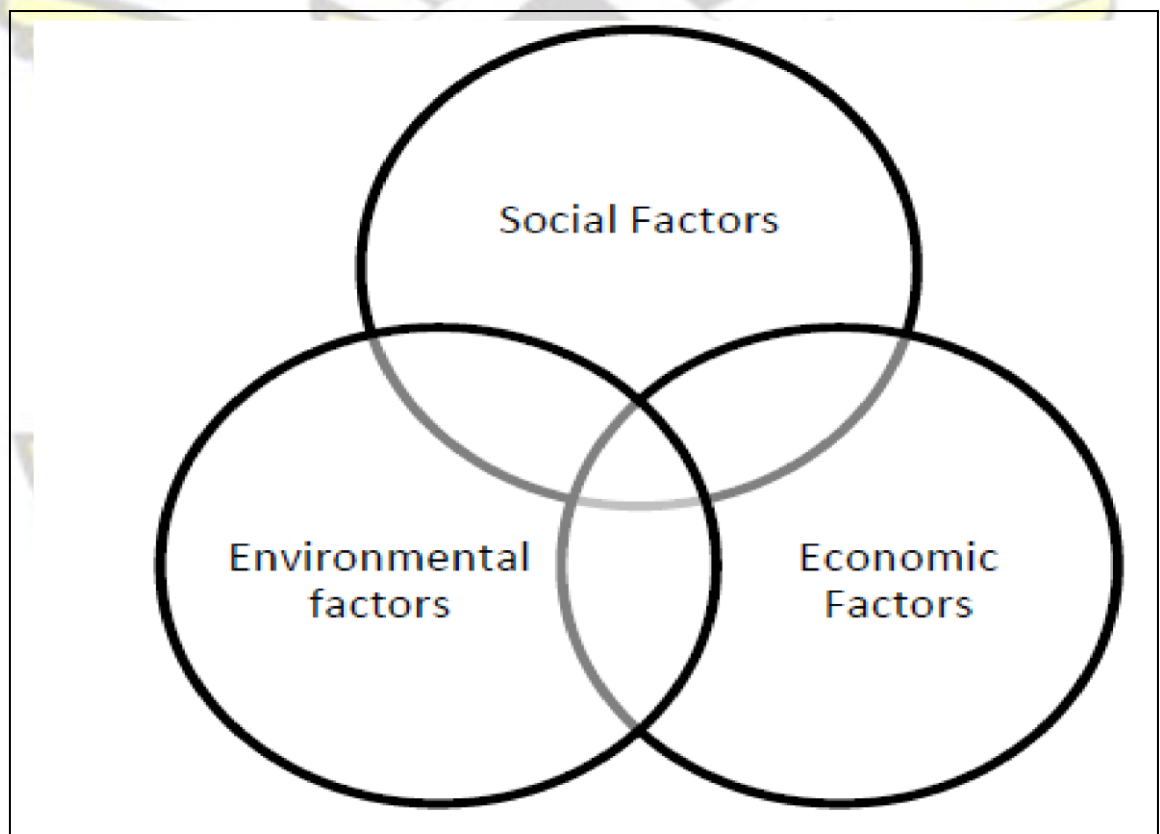 Social Factors
Environmental
factors
Economic
Factors